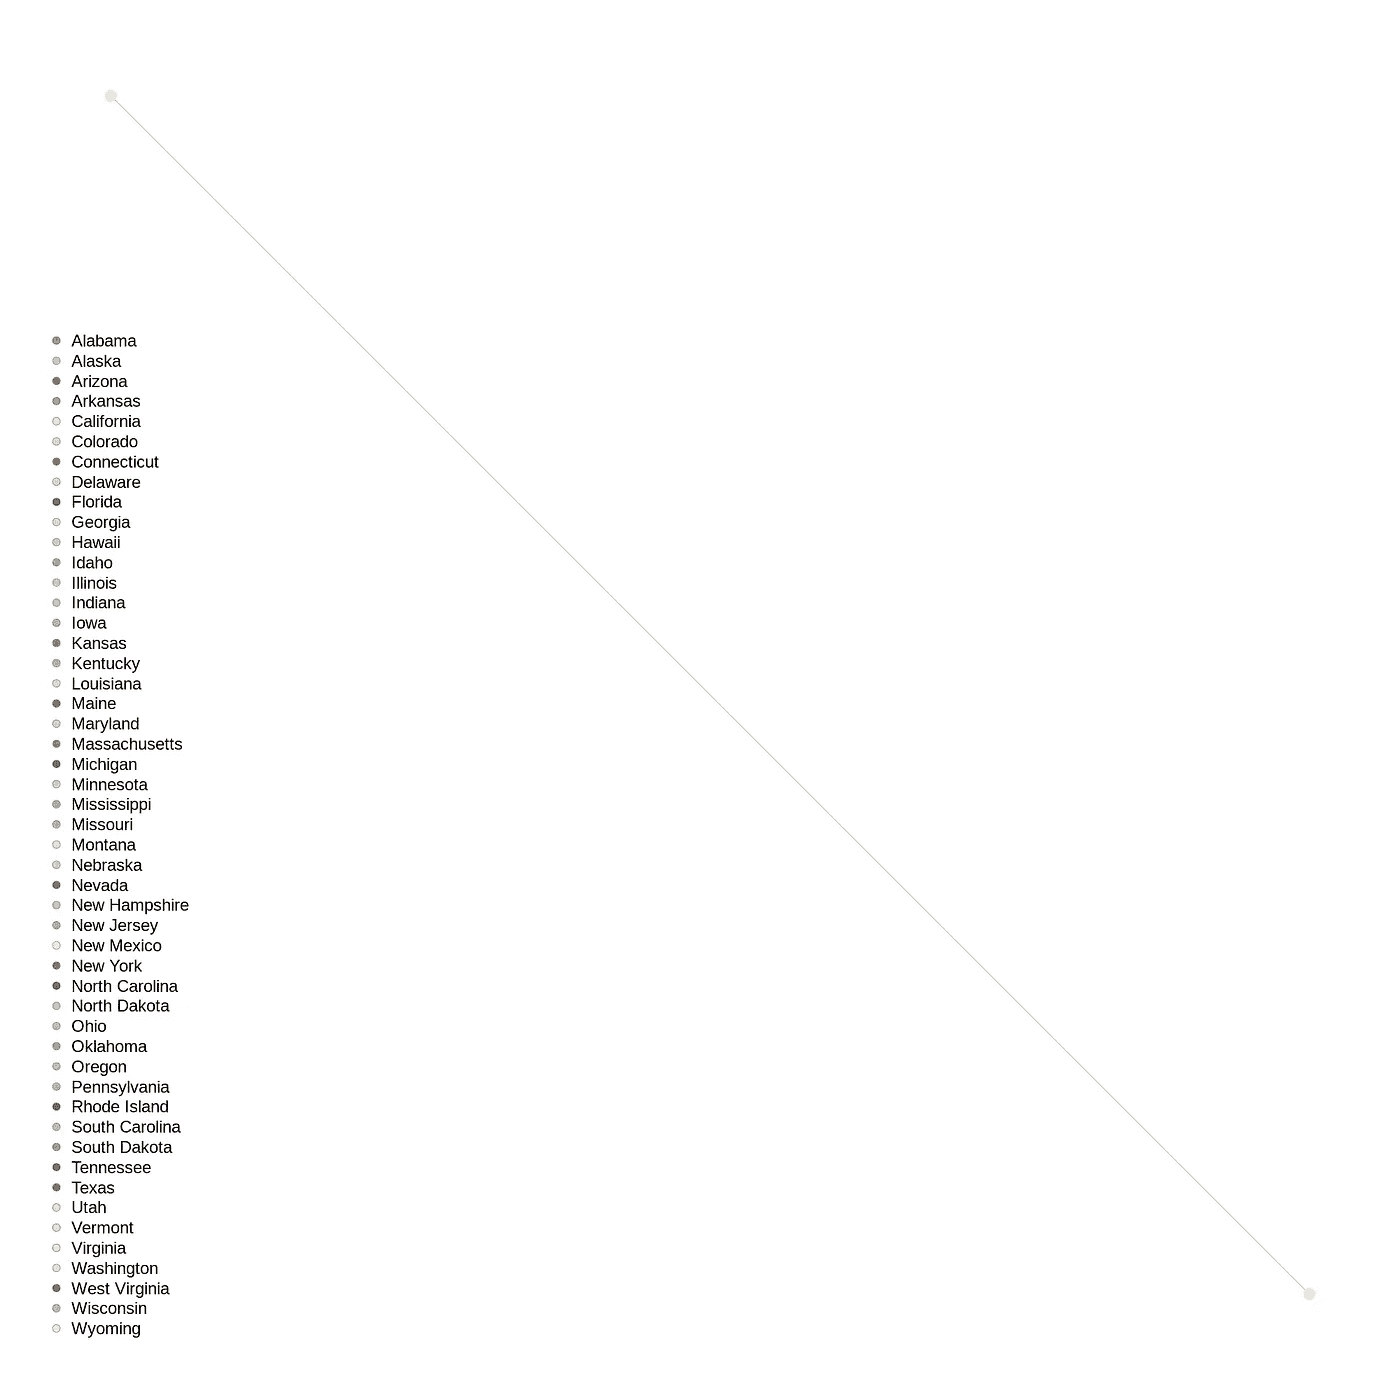 Alabama
Alaska
Arizona
Arkansas
California
Colorado
Connecticut
Delaware
Florida
Georgia
Hawaii
Idaho
Illinois
Indiana
Iowa
Kansas
Kentucky
Louisiana
Maine
Maryland
Massachusetts
Michigan
Minnesota
Mississippi
Missouri
Montana
Nebraska
Nevada
New Hampshire
New Jersey
New Mexico
New York
North Carolina
North Dakota
Ohio
Oklahoma
Oregon
Pennsylvania
Rhode Island
South Carolina
South Dakota
Tennessee
Texas
Utah
Vermont
Virginia
Washington
West Virginia
Wisconsin
Wyoming